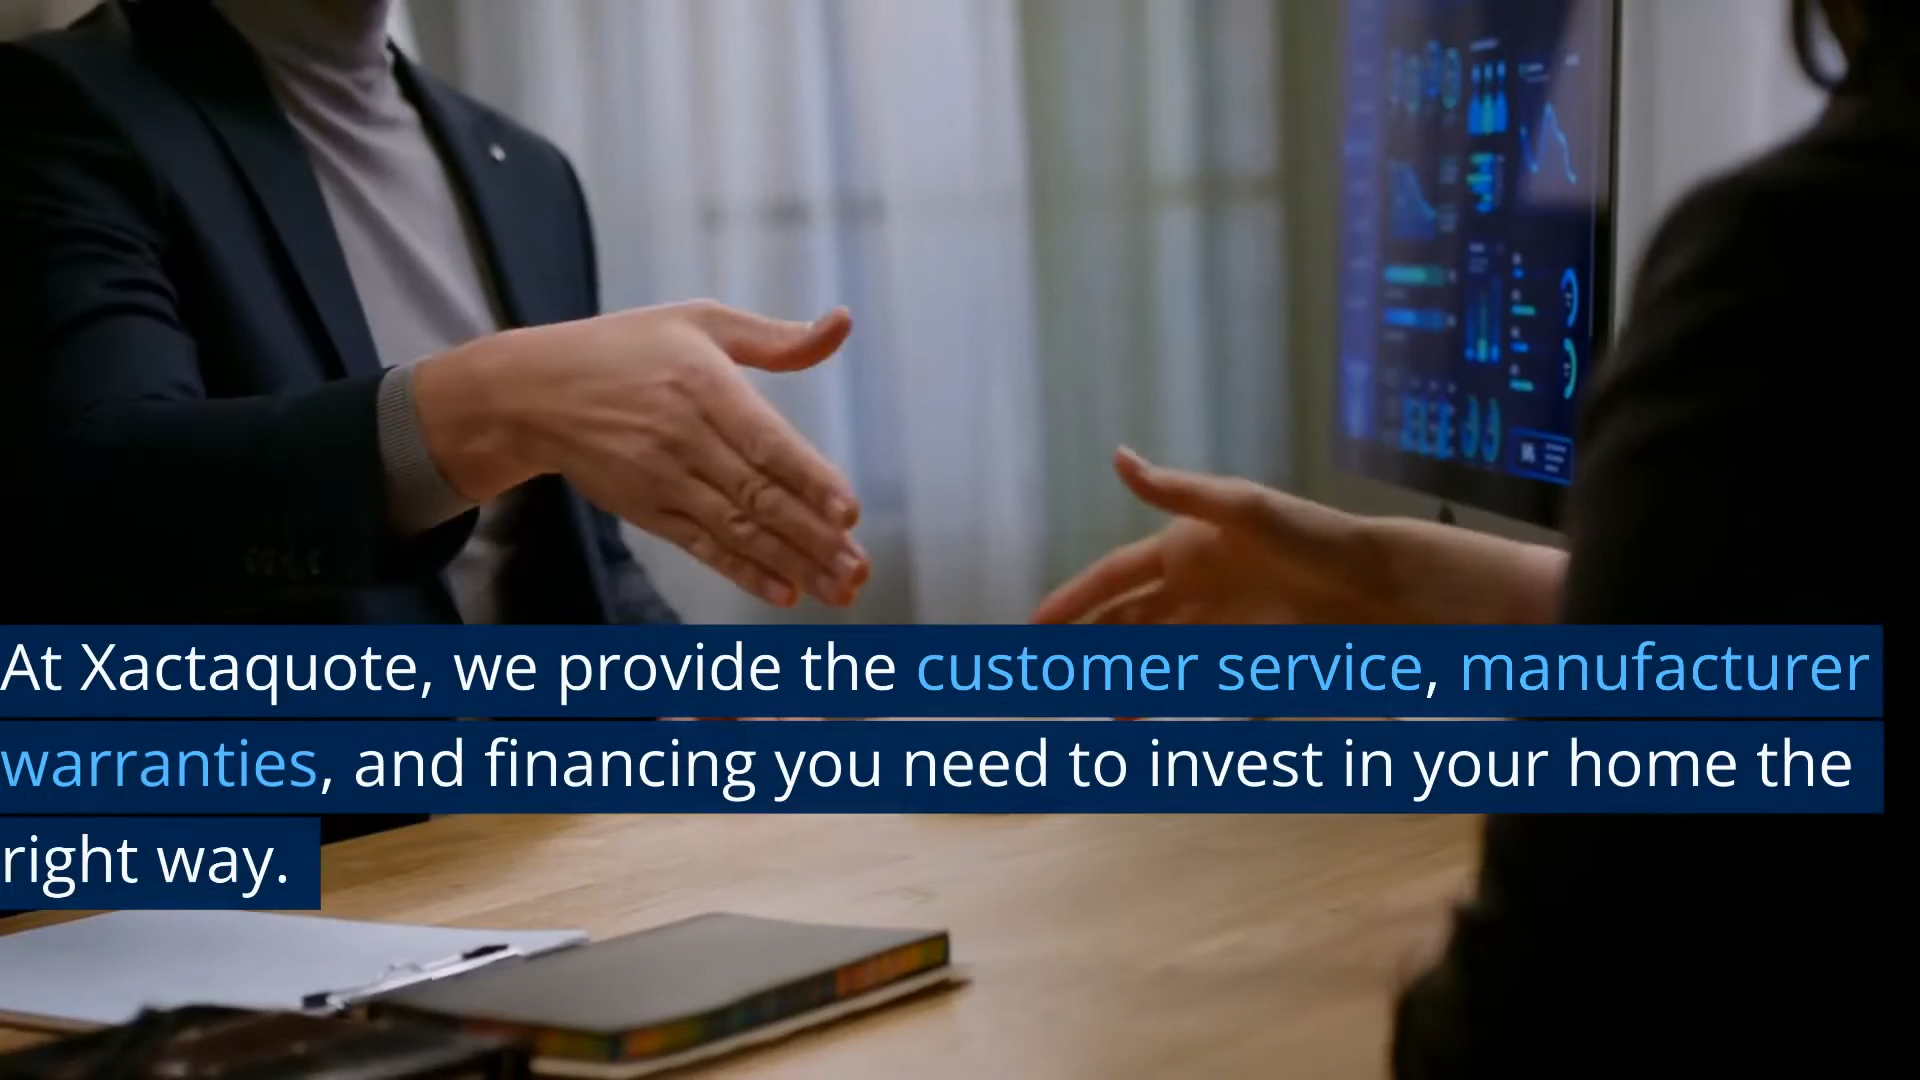 At Xactaquote, we provide the customer service, manufacturer
warranties, and financing you need to invest in your home the
right way.